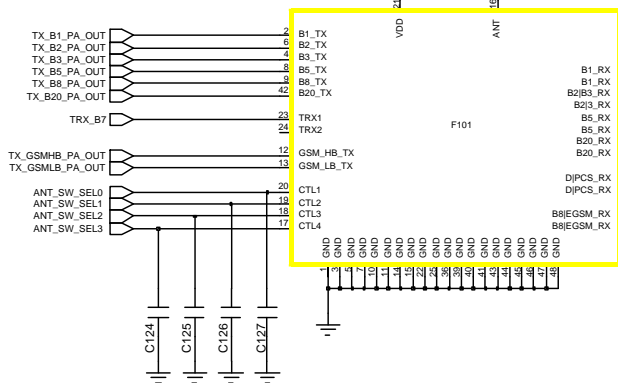 21
16
VDD
ANT
TX_B1_PA_OUT 2 B1_TX
TX_B2_PA_OUT 6 B2_TX
TX_B3_PA_OUT 4 B3_TX
TX_B5_PA_OUT 8 B5_TX
TX_B8_PA_OUT 9 B8_TX
TX_B20_PA_OUT 42 B20_TX
TRX_B7 23 TRX1
24 TRX2
TX_GSMHB_PA_OUT 12 GSM_HB_TX
TX_GSMLB_PA_OUT 13 GSM_LB_TX
ANT_SW_SEL0 20 CTL1
ANT_SW_SEL1 19 CTL2
ANT_SW_SEL2 18 CTL3
ANT_SW_SEL3 17 CTL4
F101
B1_RX
B1_RX
B2|B3_RX
B2|3_RX
B5_RX
B5_RX
B20_RX
B20_RX
D|PCS_RX
D|PCS_RX
B8|EGSM_RX
B8|EGSM_RX
GND GND GND GND GND GND GND GND GND GND GND GND GND GND GND GND GND GND GND GND
1 3 5 7 10 11 14 15 22 25 36 39 40 41 43 44 45 46 47 48
C124
C125
C126
C127